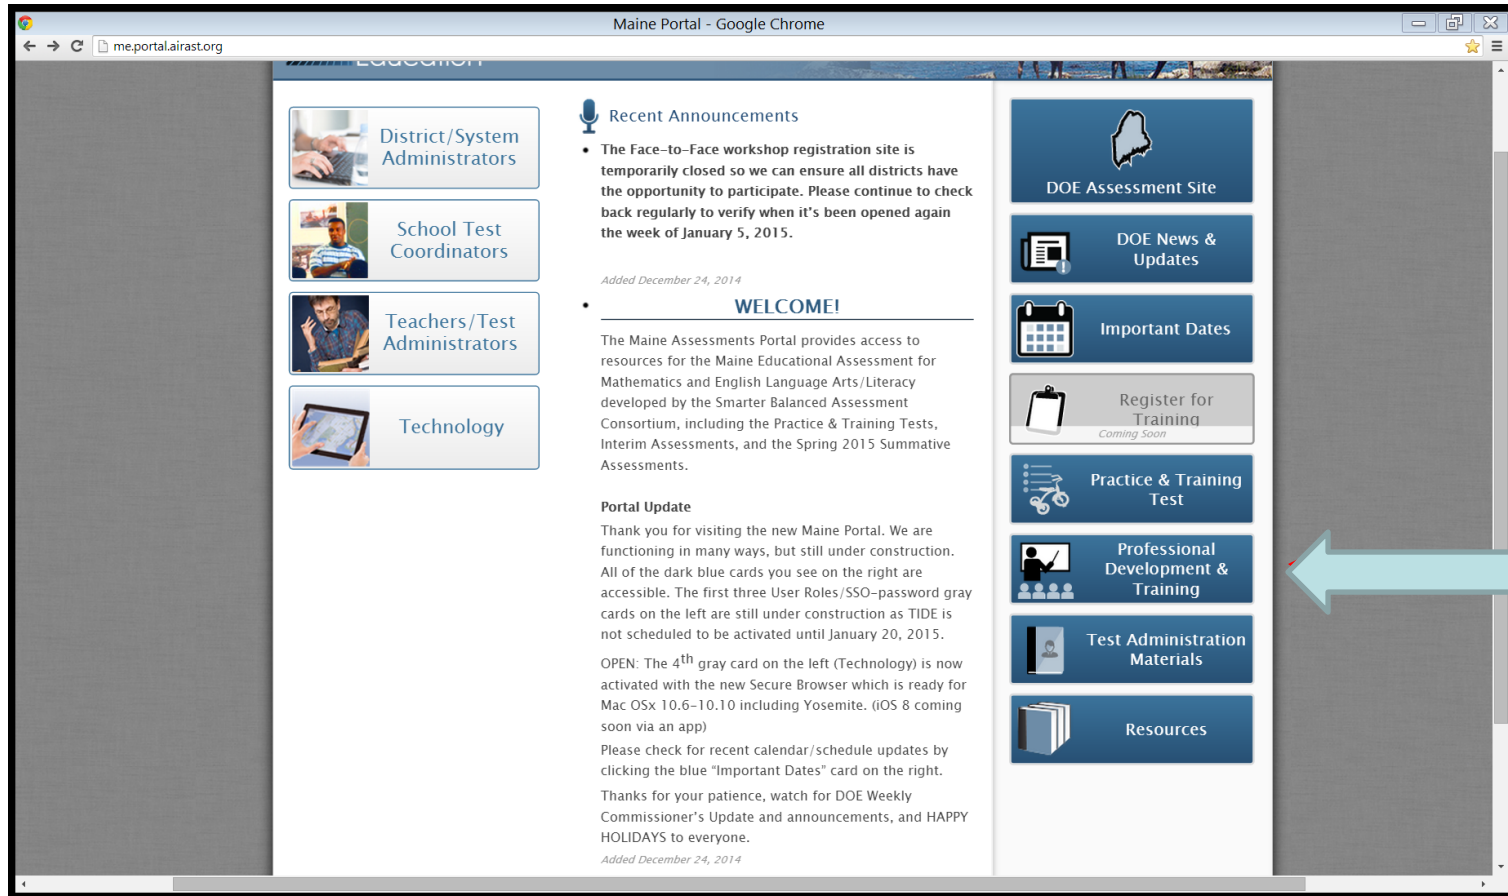 Maine Portal - Google Chrome
me.portal.airast.org
Education
District/System
Administrators
School Test
Coordinators
Teachers/Test
Administrators
Technology
Recent Announcements
• The Face-to-Face workshop registration site is
temporarily closed so we can ensure all districts have
the opportunity to participate. Please continue to check
back regularly to verify when it's been opened again
the week of January 5, 2015.
Added December 24, 2014
• WELCOME!
The Maine Assessments Portal provides access to
resources for the Maine Educational Assessment for
Mathematics and English Language Arts/Literacy
developed by the Smarter Balanced Assessment
Consortium, including the Practice & Training Tests,
Interim Assessments, and the Spring 2015 Summative
Assessments.
Portal Update
Thank you for visiting the new Maine Portal. We are
functioning in many ways, but still under construction.
All of the dark blue cards you see on the right are
accessible. The first three User Roles/SSO-password gray
cards on the left are still under construction as TIDE is
not scheduled to be activated until January 20, 2015.
OPEN: The 4th gray card on the left (Technology) is now
activated with the new Secure Browser which is ready for
Mac OSx 10.6-10.10 including Yosemite. (iOS 8 coming
soon via an app)
Please check for recent calendar/schedule updates by
clicking the blue “Important Dates” card on the right.
Thanks for your patience, watch for DOE Weekly
Commissioner's Update and announcements, and HAPPY
HOLIDAYS to everyone.
Added December 24, 2014
DOE Assessment Site
DOE News &
Updates
Important Dates
Register for
Training
Coming Soon
Practice & Training
Test
Professional
Development &
Training
Test Administration
Materials
Resources